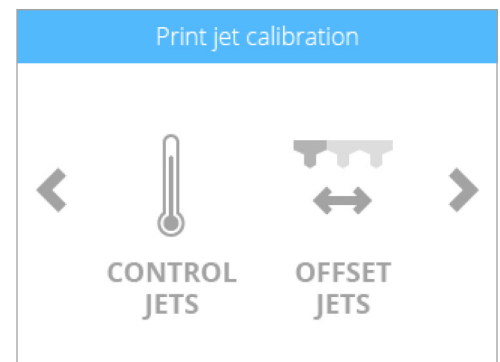 Print jet calibration
CONTROL
JETS
OFFSET
JETS